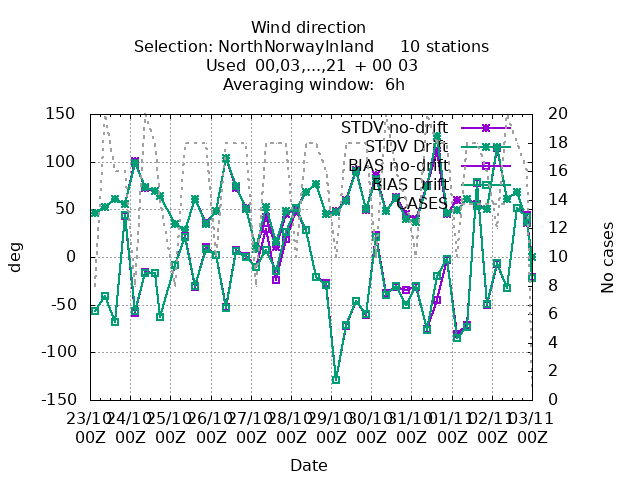 Wind direction
Selection: NorthNorwayInland     10 stations
Used 00,03,...,21 + 00 03
Averaging window:  6h
150
100
50
0
-50
-100
-150
deg
20
18
16
14
12
10
8
6
4
2
0
No cases
STDV no-drift
STDV Drift
BIAS no-drift
BIAS Drift
CASES
23/10 24/10 25/10 26/10 27/10 28/10 29/10 30/10 31/10 01/11 02/11 03/11
00Z 00Z 00Z 00Z 00Z 00Z 00Z 00Z 00Z 00Z 00Z 00Z
Date